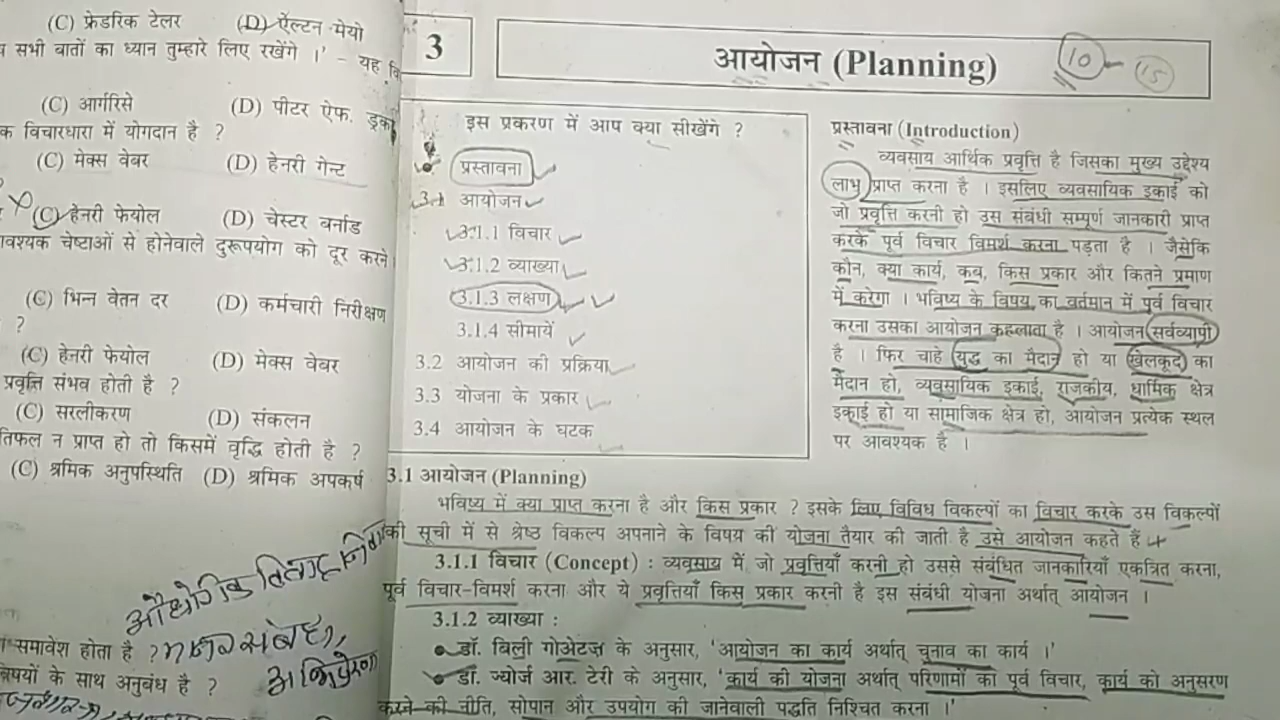 (C) फ्रेडरिक टेलर (D) ऐल्टन मेयो
सभी बातों का ध्यान तुम्हारे लिए रखेंगे ।' - यह
(C) आर्गरिसे (D) पीटर ऐफ. ड्रक
क विचारधारा में योगदान है ?
(C) मेक्स वेबर (D) हेनरी गेन्ट
(C) हेनरी फेयोल (D) चेस्टर बर्नाड
वश्यक चेष्टाओं से होनेवाले दुरूपयोग को दूर करने
(C) भिन्न वेतन दर (D) कर्मचारी निरीक्षण
?
(C) हेनरी फेयोल (D) मेक्स वेबर
प्रवृत्ति संभव होती है ?
(C) सरलीकरण (D) संकलन
तिफल न प्राप्त हो तो किसमें वृद्धि होती है ?
(C) श्रमिक अनुपस्थिति (D) श्रमिक अपकर्ष
समावेश होता है ?
षयों के साथ अनुबंध है ?
3
आयोजन (Planning)
10 - 15
इस प्रकरण में आप क्या सीखेंगे ?
प्रस्तावना
3.1 आयोजन
3.1.1 विचार
3.1.2 व्याख्या
3.1.3 लक्षण
3.1.4 सीमायें
3.2 आयोजन की प्रक्रिया
3.3 योजना के प्रकार
3.4 आयोजन के घटक
प्रस्तावना (Introduction)
व्यवसाय आर्थिक प्रवृत्ति है जिसका मुख्य उद्देश्य
लाभ प्राप्त करना है । इसलिए व्यवसायिक इकाई को
जो प्रवृत्ति करनी हो उस संबंधी सम्पूर्ण जानकारी प्राप्त
करके पूर्व विचार विमर्श करना पड़ता है । जैसेकि
कौन, क्या कार्य, कब, किस प्रकार और कितने प्रमाण
में करेगा । भविष्य के विषय का वर्तमान में पूर्व विचार
करना उसका आयोजन कहलाता है । आयोजन सर्वव्यापी
है । फिर चाहे युद्ध का मैदान हो या खेलकूद का
मैदान हो, व्यवसायिक इकाई, राजकीय, धार्मिक क्षेत्र
इकाई हो या सामाजिक क्षेत्र हो, आयोजन प्रत्येक स्थल
पर आवश्यक है ।
3.1 आयोजन (Planning)
भविष्य में क्या प्राप्त करना है और किस प्रकार ? इसके लिए विविध विकल्पों का विचार करके उस विकल्पों
की सूची में से श्रेष्ठ विकल्प अपनाने के विषय की योजना तैयार की जाती है उसे आयोजन कहते हैं
3.1.1 विचार (Concept) : व्यवसाय में जो प्रवृत्तियाँ करनी हो उससे संबंधित जानकारियाँ एकत्रित करना,
पूर्व विचार-विमर्श करना और ये प्रवृत्तियाँ किस प्रकार करनी है इस संबंधी योजना अर्थात् आयोजन ।
3.1.2 व्याख्या :
डॉ. बिली गोअेटज़ के अनुसार, 'आयोजन का कार्य अर्थात् चुनाव का कार्य ।'
डॉ. ज्योर्ज आर. टेरी के अनुसार, 'कार्य की योजना अर्थात् परिणामों का पूर्व विचार, कार्य को अनुसरण
करने की नीति, सोपान और उपयोग की जानेवाली पद्धति निश्चित करना ।'